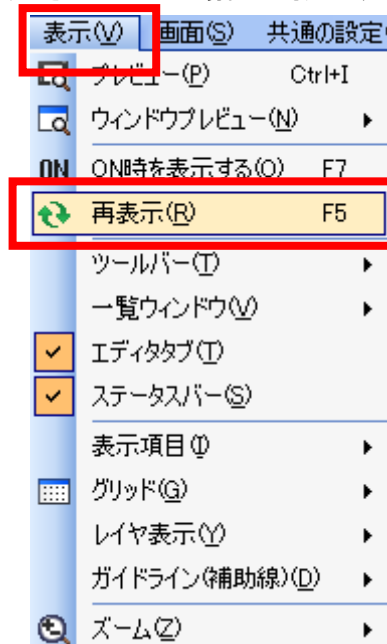 表示(V) 画面(S) 共通の設定(
プレビュー(P) Ctrl+I
ウィンドウプレビュー(N)
ON ON時を表示する(O) F7
再表示(R) F5
ツールバー(T)
一覧ウィンドウ(V)
エディタタブ(T)
ステータスバー(S)
表示項目(I)
グリッド(G)
レイヤ表示(Y)
ガイドライン(補助線)(D)
ズーム(Z)